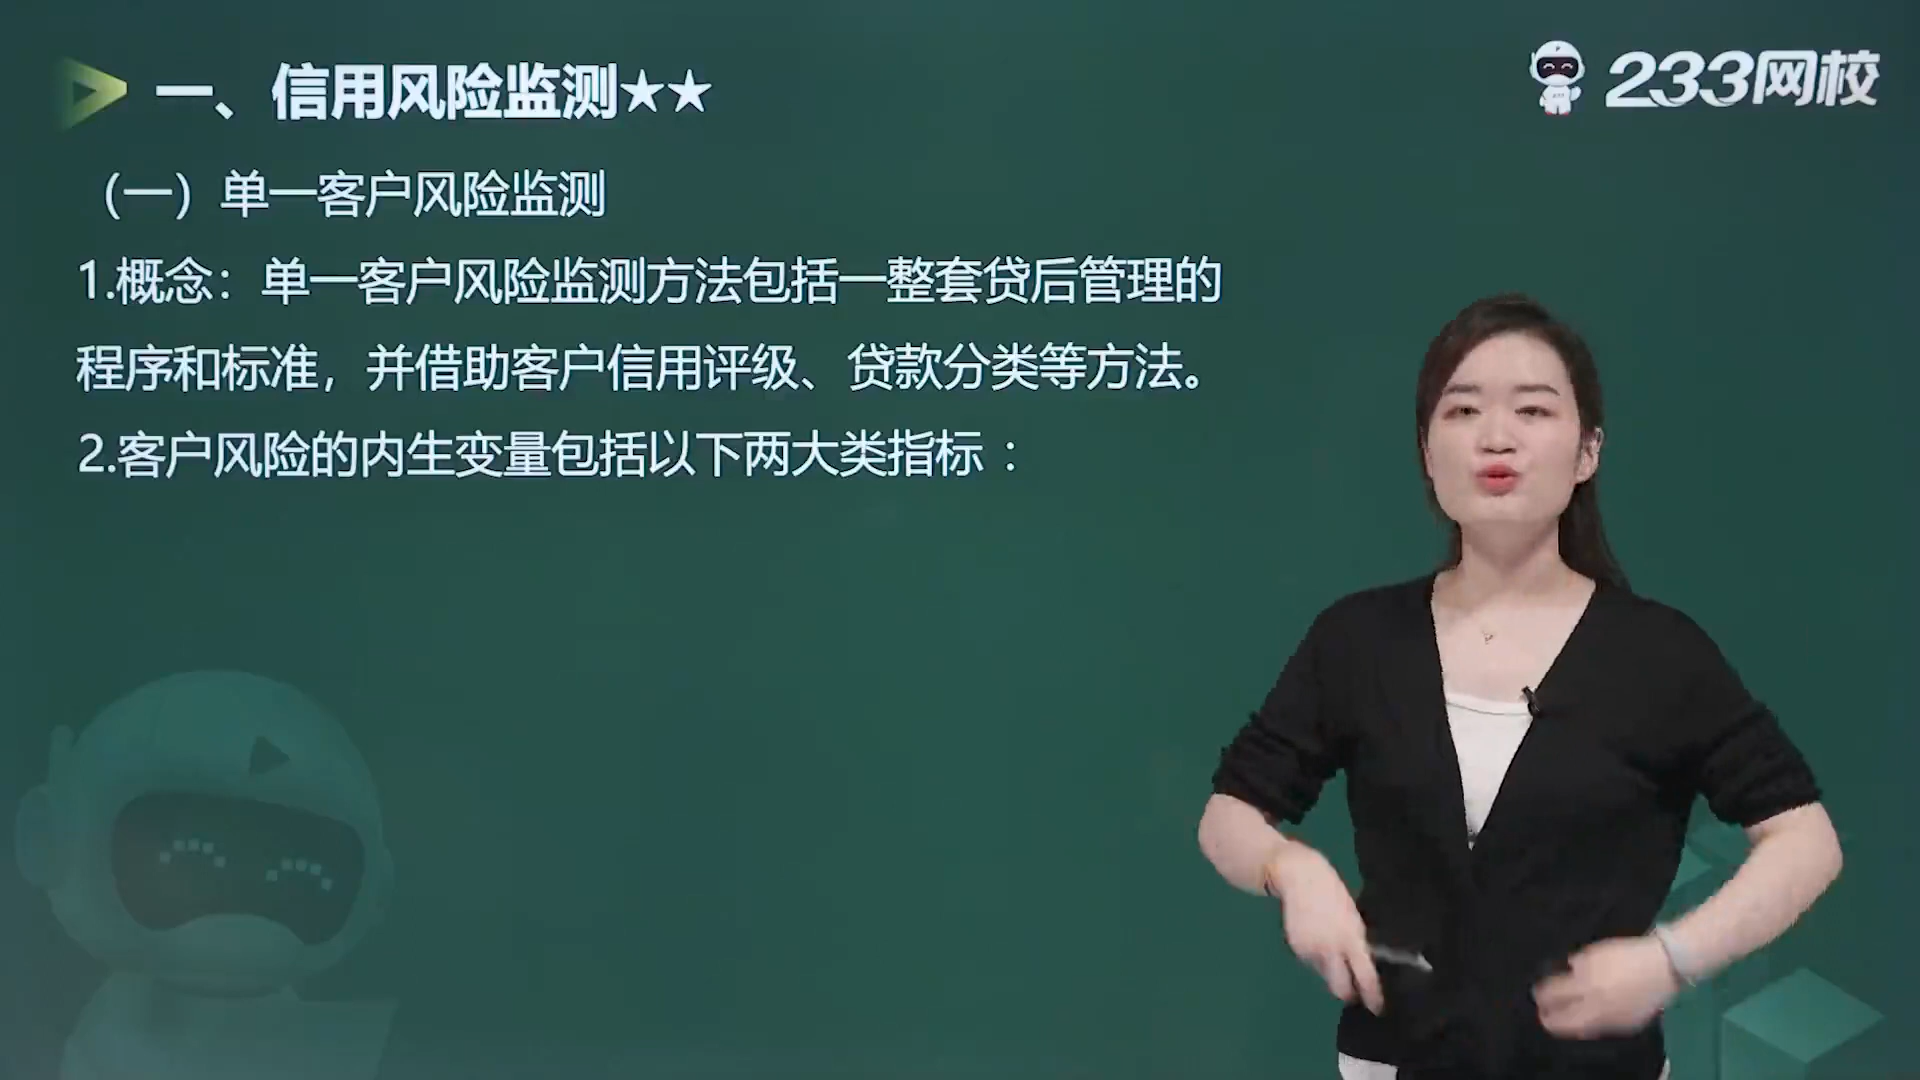 一、信用风险监测★★
233网校
（一）单一客户风险监测
1.概念：单一客户风险监测方法包括一整套贷后管理的
程序和标准，并借助客户信用评级、贷款分类等方法。
2.客户风险的内生变量包括以下两大类指标：